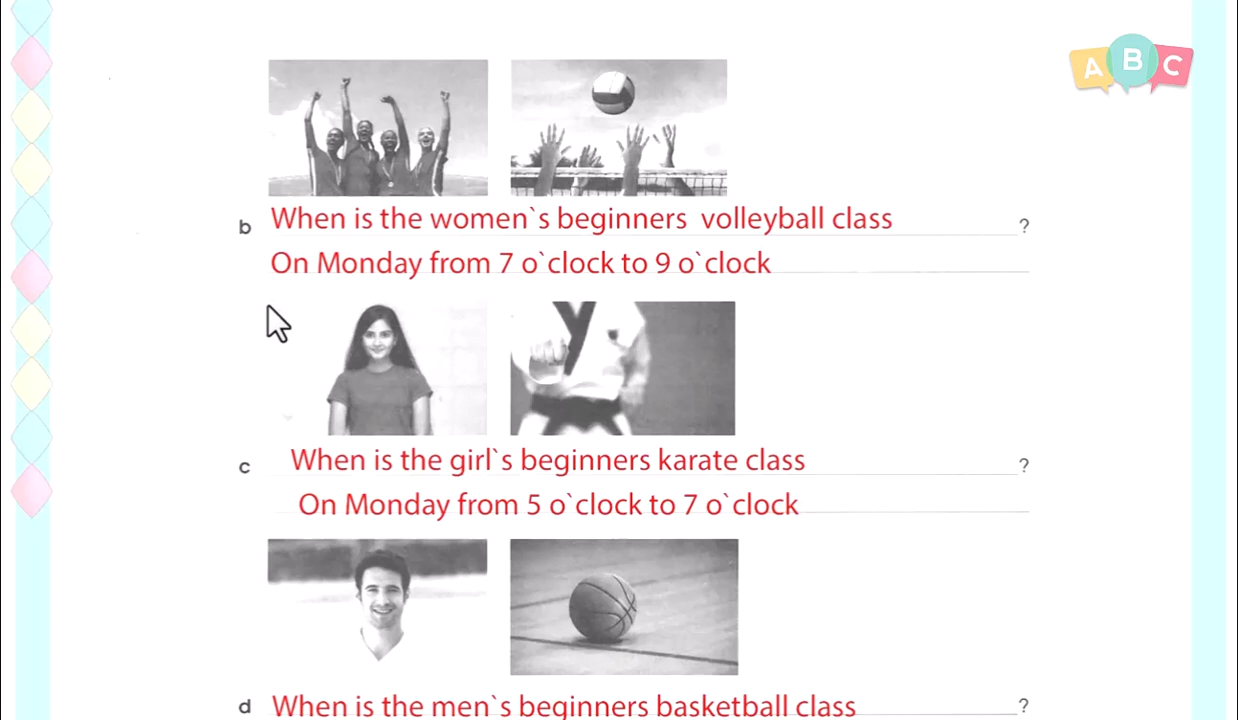 A B C
b When is the women`s beginners volleyball class ?
On Monday from 7 o`clock to 9 o`clock
c When is the girl`s beginners karate class ?
On Monday from 5 o`clock to 7 o`clock
d When is the men`s beginners basketball class ?